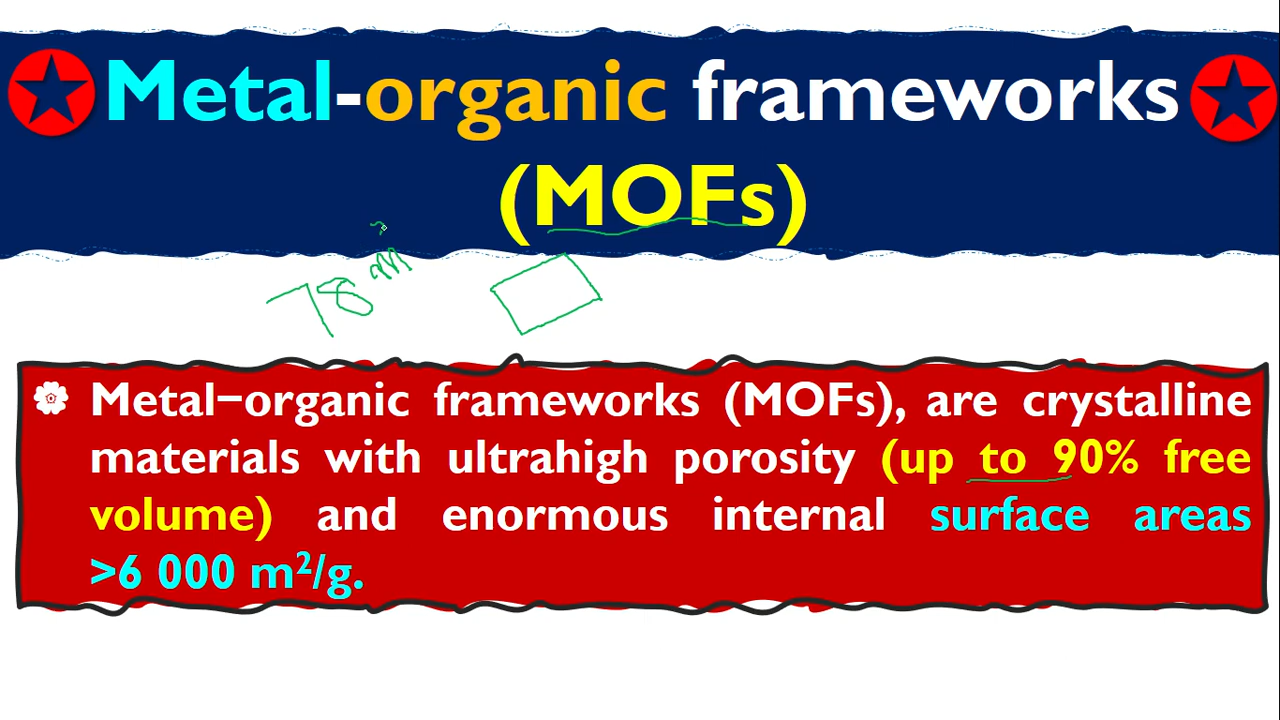 Metal-organic frameworks
(MOFs)
78 m
Metal–organic frameworks (MOFs), are crystalline
materials with ultrahigh porosity (up to 90% free
volume) and enormous internal surface areas
>6 000 m²/g.